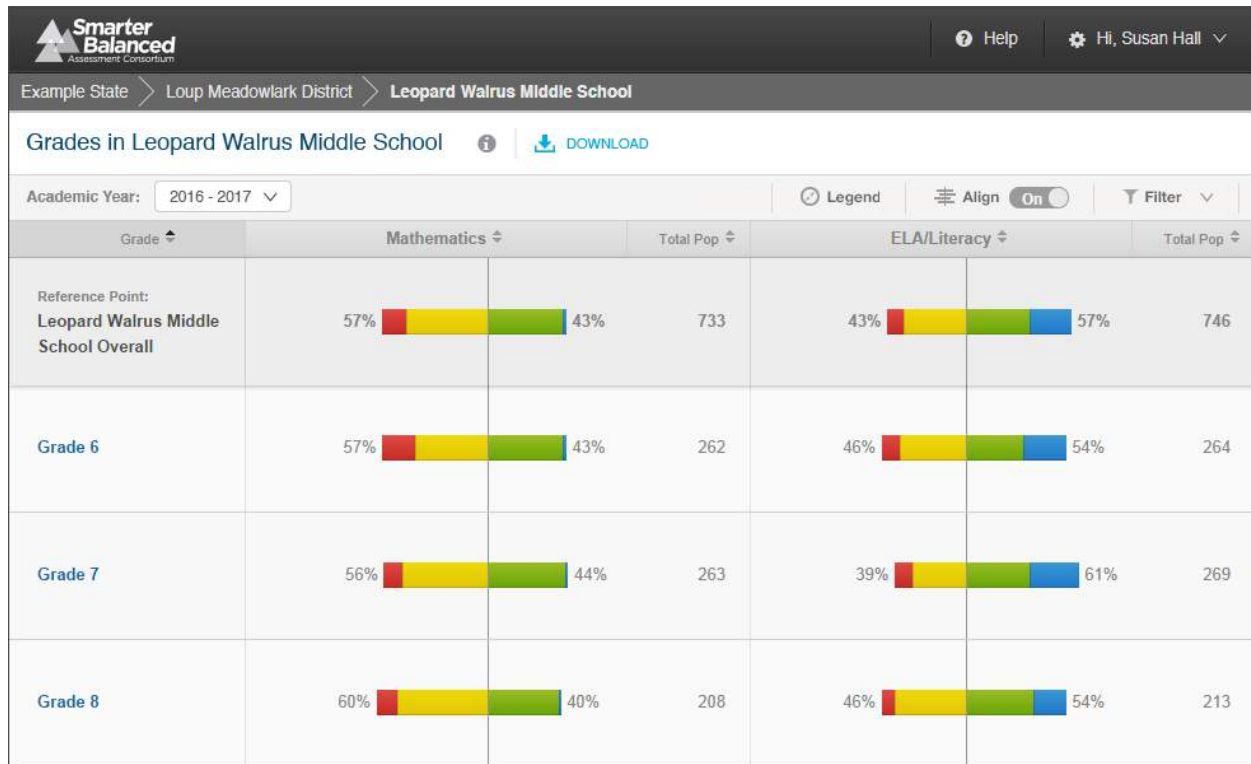 Smarter
Balanced
Assessment Consortium
Help
Hi, Susan Hall
Example State
Loup Meadowlark District
Leopard Walrus Middle School
Grades in Leopard Walrus Middle School
DOWNLOAD
Academic Year:
2016 - 2017
Legend
Align
On
Filter
Grade
Mathematics
Total Pop
ELA/Literacy
Total Pop
Reference Point:
Leopard Walrus Middle
School Overall
57%
43%
733
43%
57%
746
Grade 6
57%
43%
262
46%
54%
264
Grade 7
56%
44%
263
39%
61%
269
Grade 8
60%
40%
208
46%
54%
213